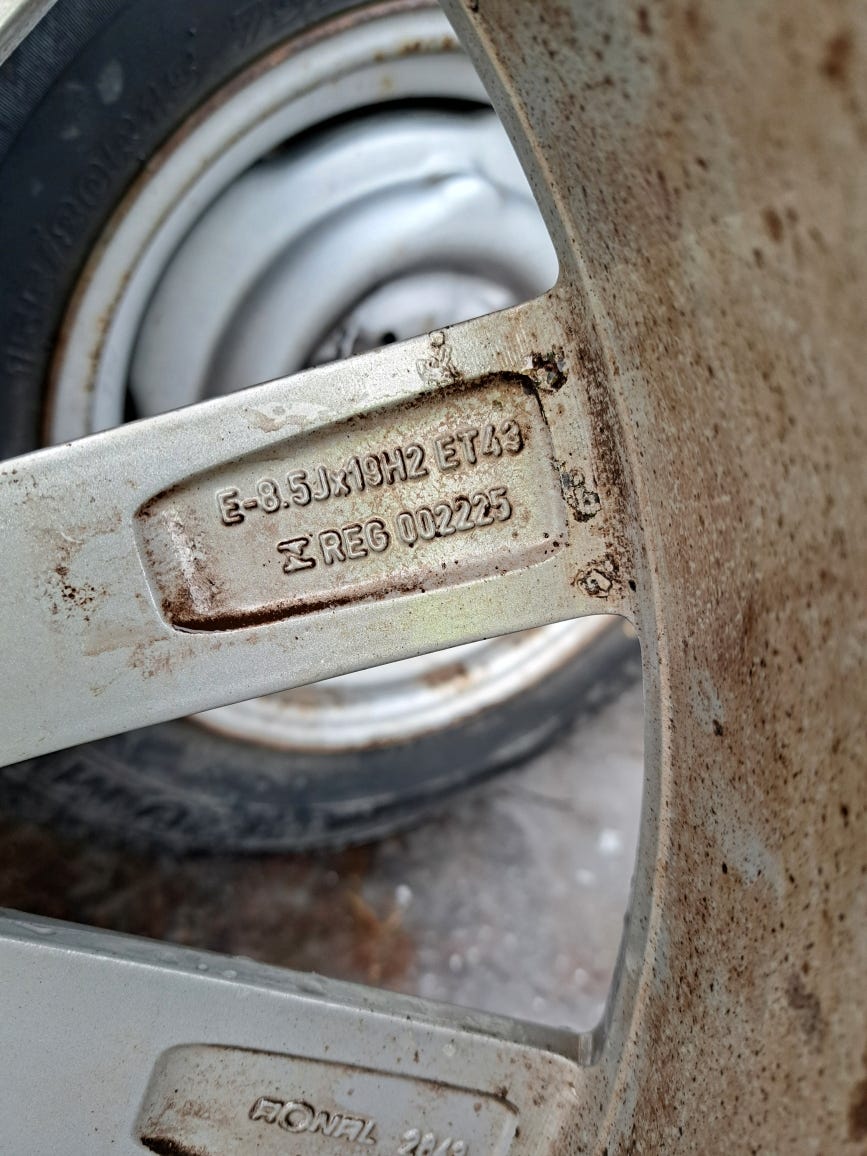 E-8.5Jx19H2 ET43
REG 002225
RONAL